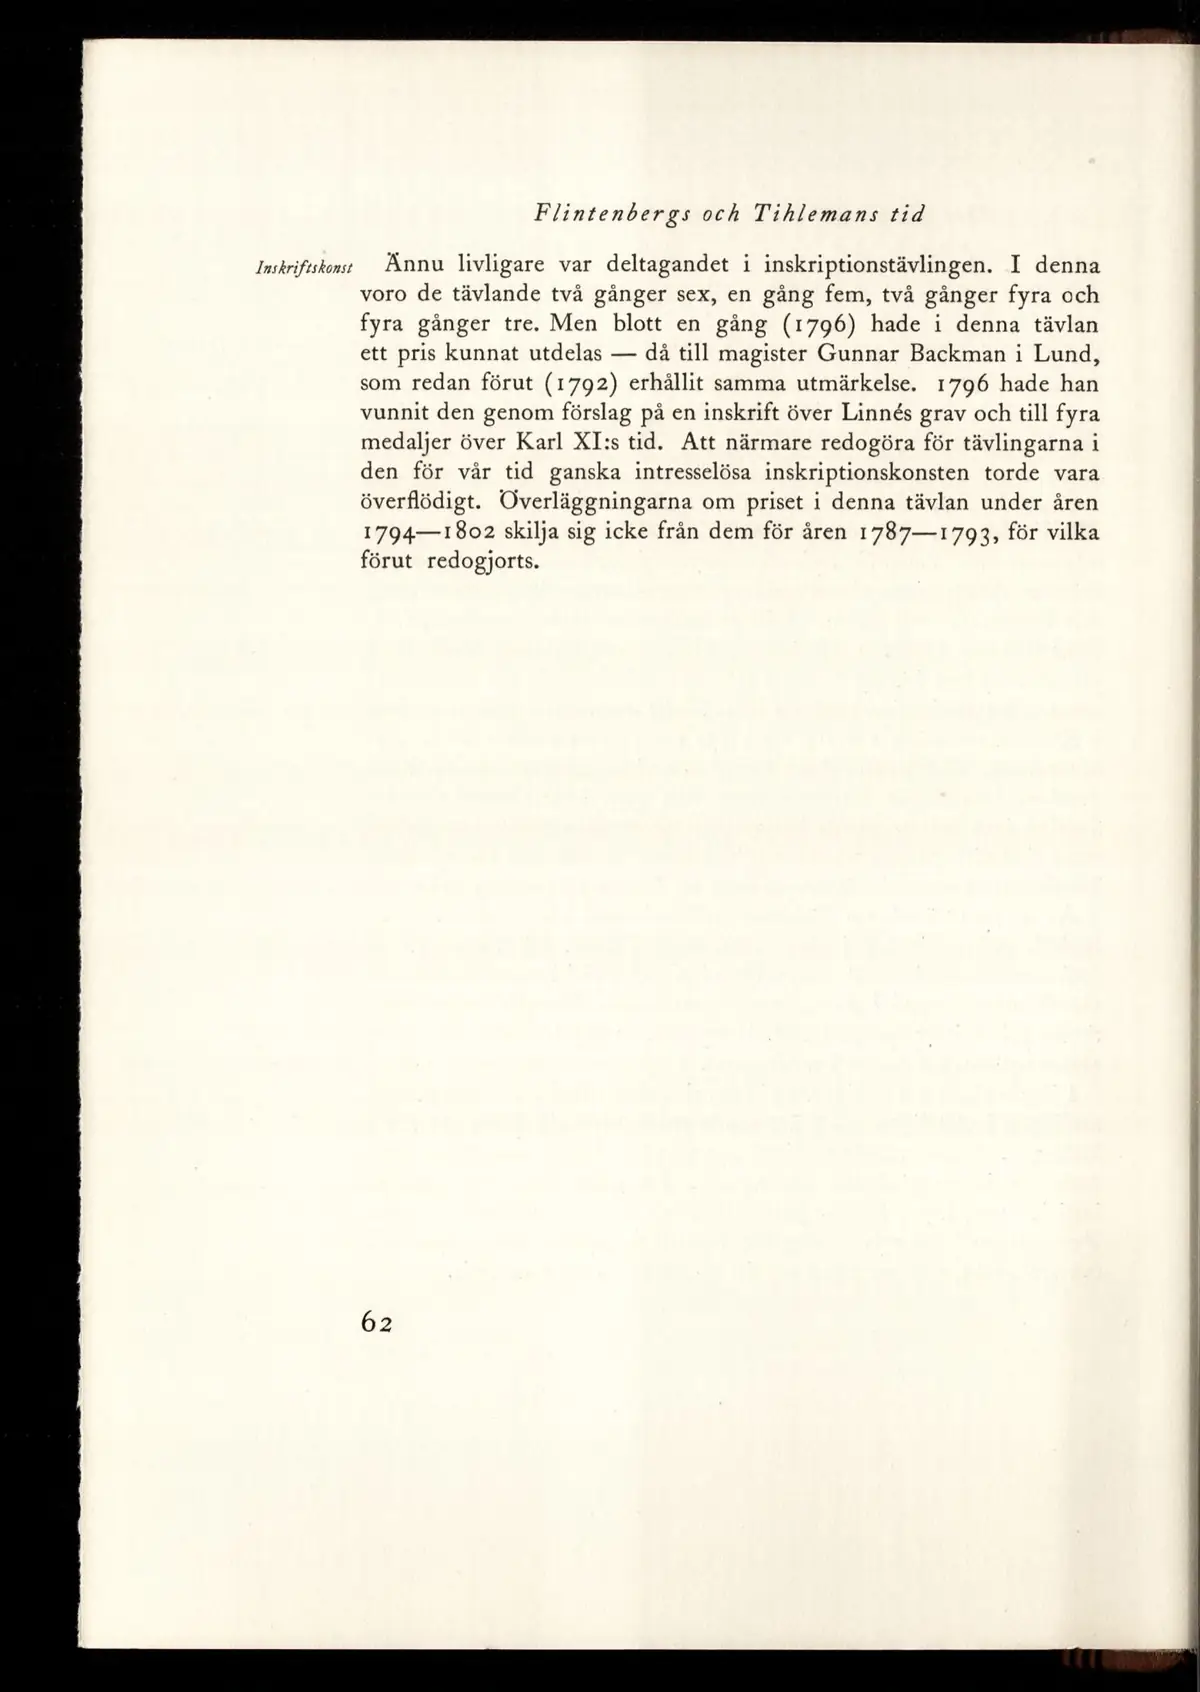 Flintenbergs och Tihlemans tid
Inskriftskonst Ännu livligare var deltagandet i inskriptionstävlingen. I denna
voro de tävlande två gånger sex, en gång fem, två gånger fyra och
fyra gånger tre. Men blott en gång (1796) hade i denna tävlan
ett pris kunnat utdelas — då till magister Gunnar Backman i Lund,
som redan förut (1792) erhållit samma utmärkelse. 1796 hade han
vunnit den genom förslag på en inskrift över Linnés grav och till fyra
medaljer över Karl XI:s tid. Att närmare redogöra för tävlingarna i
den för vår tid ganska intresselösa inskriptionskonsten torde vara
överflödigt. Överläggningarna om priset i denna tävlan under åren
1794—1802 skilja sig icke från dem för åren 1787—1793, för vilka
förut redogjorts.
62